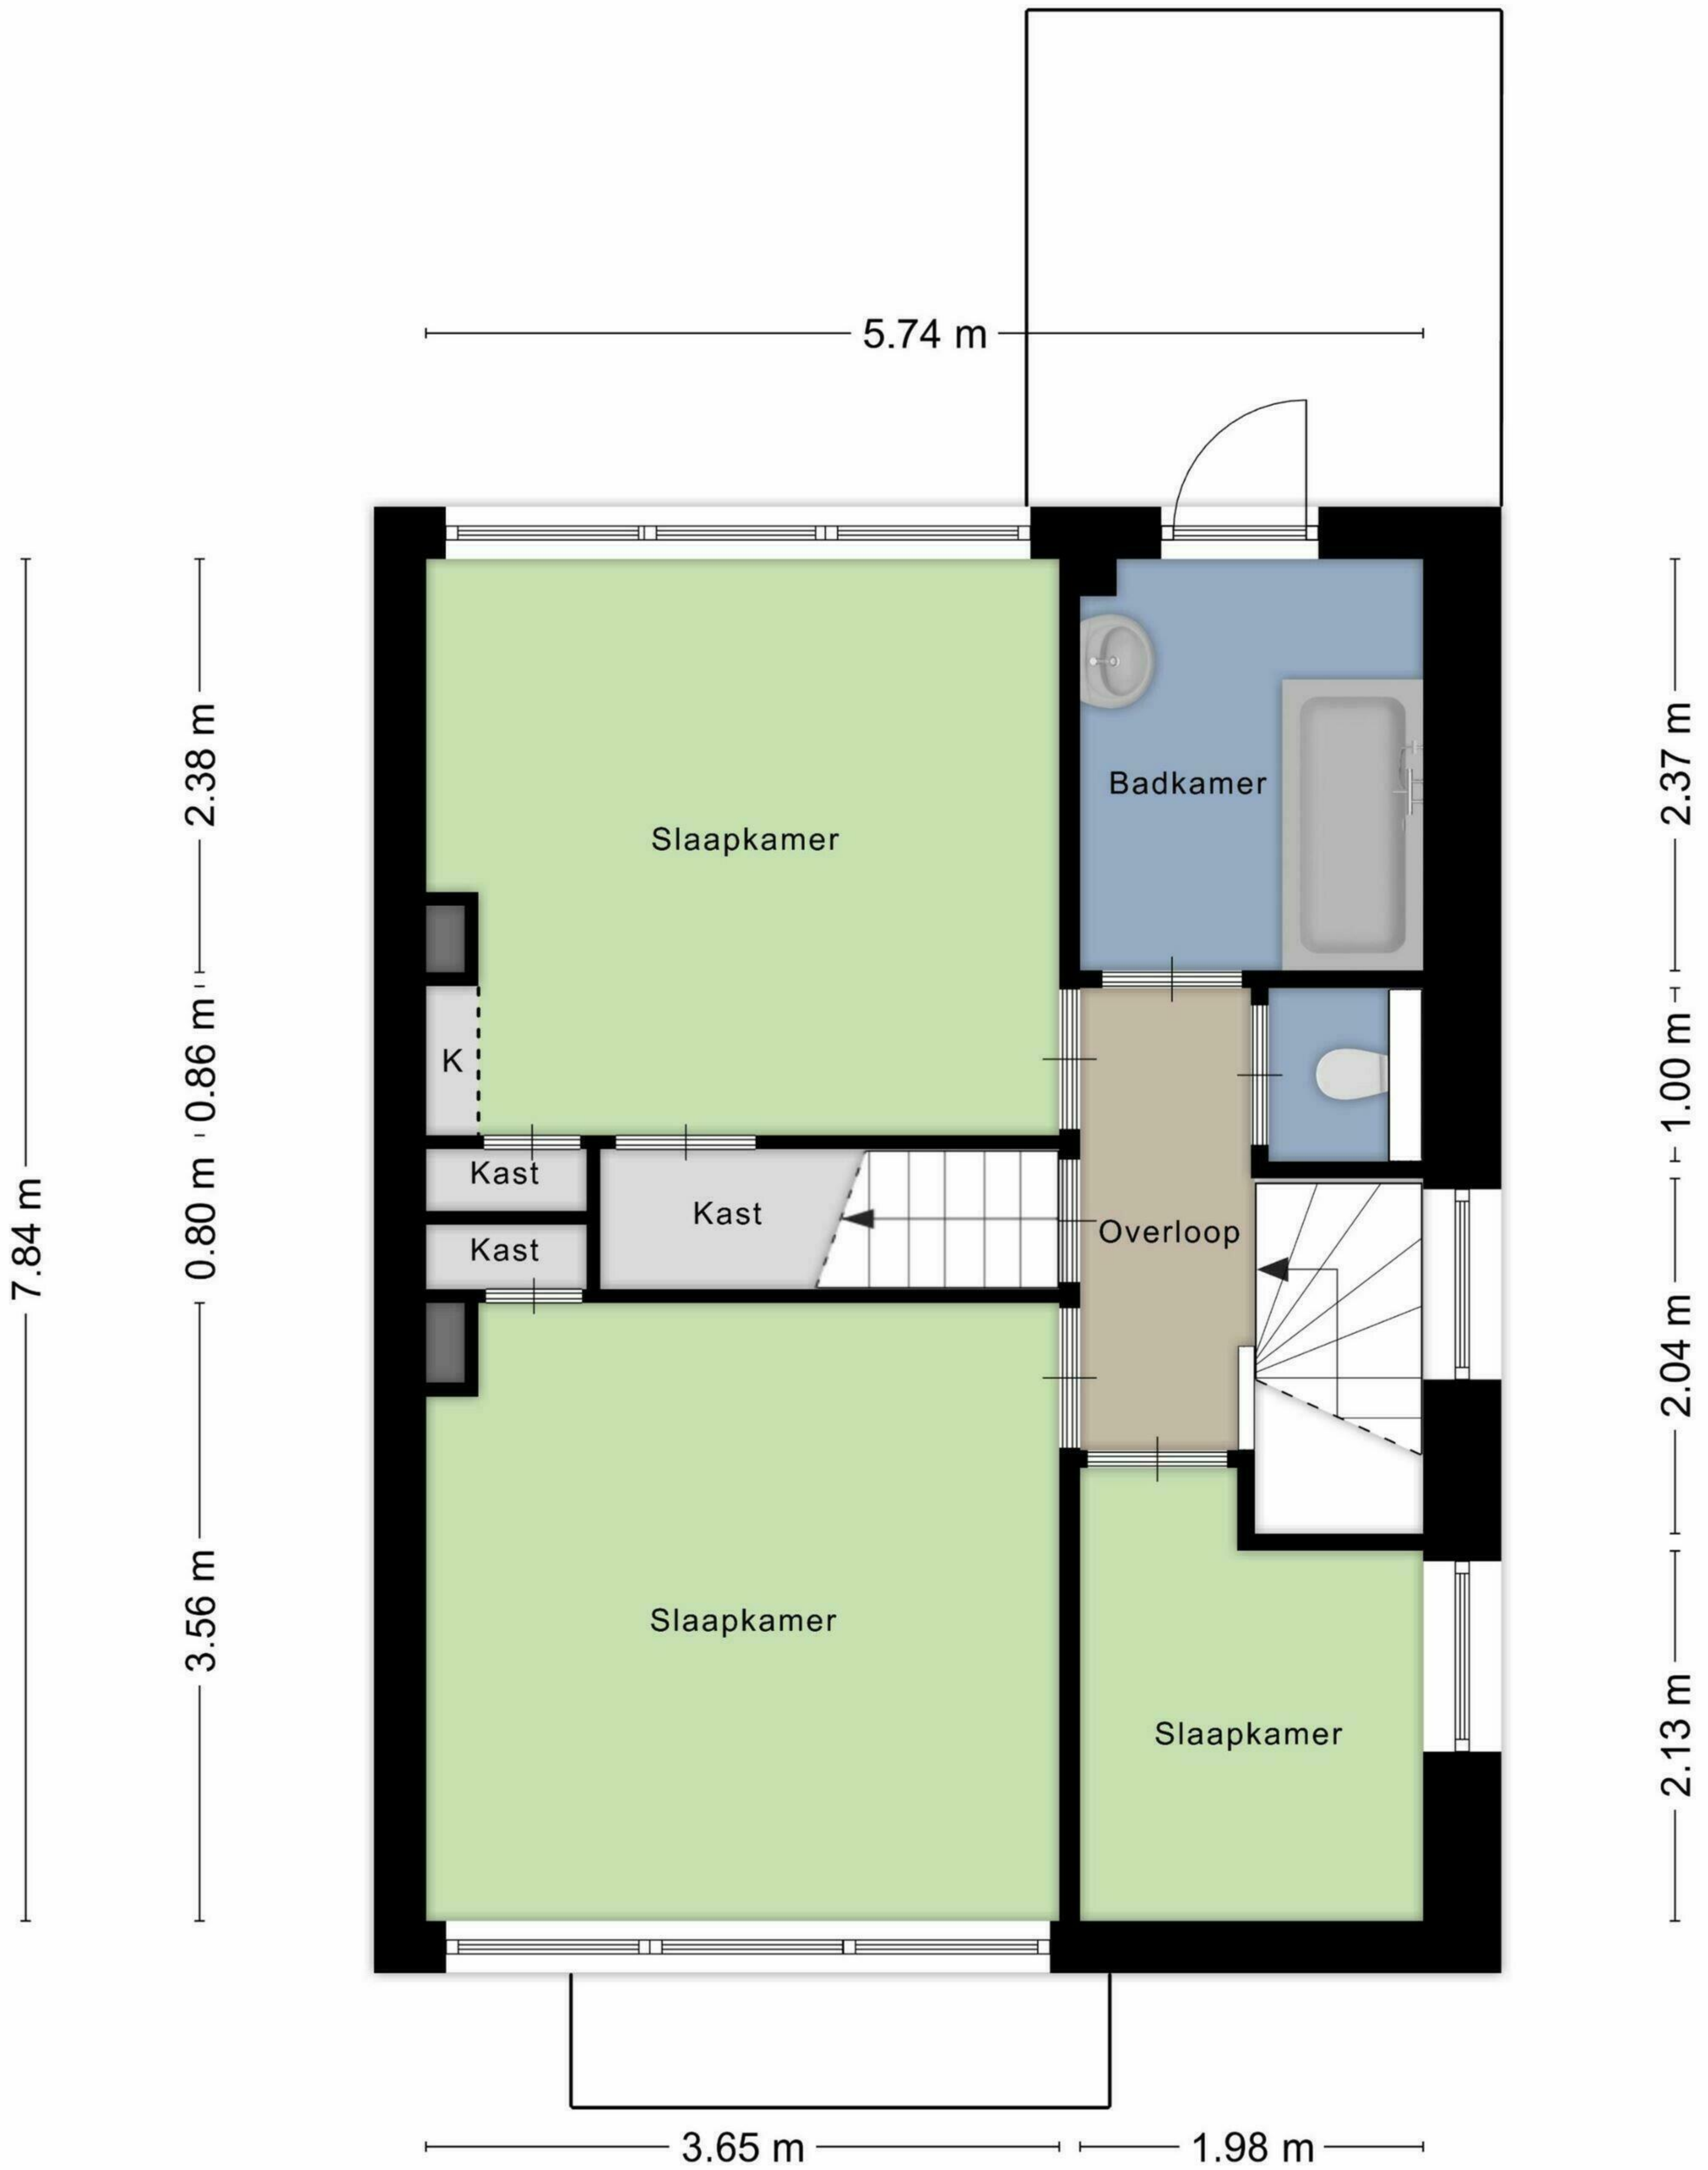 5.74 m
2.38 m
2.37 m
Badkamer
Slaapkamer
K
0.86 m
1.00 m
Kast
Kast
Kast
Overloop
0.80 m
7.84 m
2.04 m
3.56 m
Slaapkamer
Slaapkamer
2.13 m
3.65 m
1.98 m